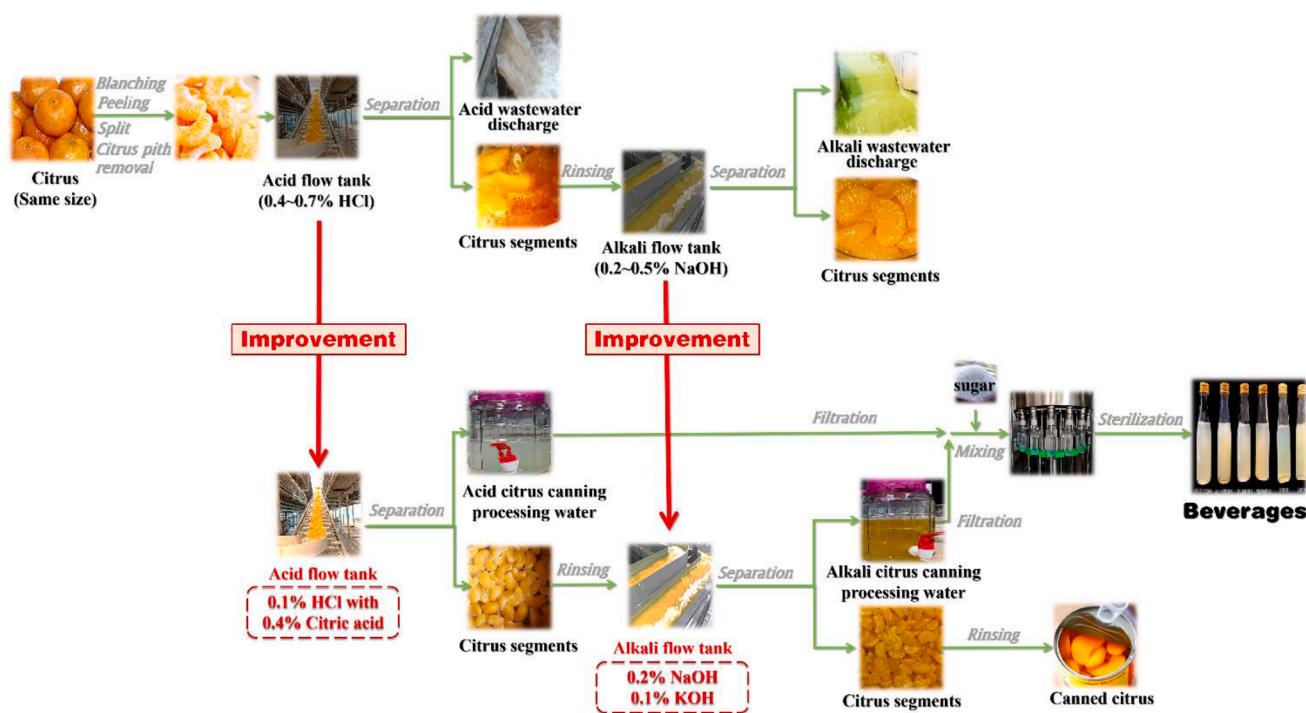 Blanching
Peeling
Split
Citrus pith
removal
Citrus
(Same size)
Acid flow tank
(0.4~0.7% HCl)
Separation
Acid wastewater
discharge
Citrus segments
Rinsing
Alkali flow tank
(0.2~0.5% NaOH)
Separation
Alkali wastewater
discharge
Citrus segments
Improvement
Improvement
Acid flow tank
0.1% HCl with
0.4% Citric acid
Separation
Acid citrus canning
processing water
Filtration
sugar
Mixing
Sterilization
Beverages
Citrus segments
Rinsing
Alkali flow tank
0.2% NaOH
0.1% KOH
Separation
Alkali citrus canning
processing water
Filtration
Citrus segments
Rinsing
Canned citrus